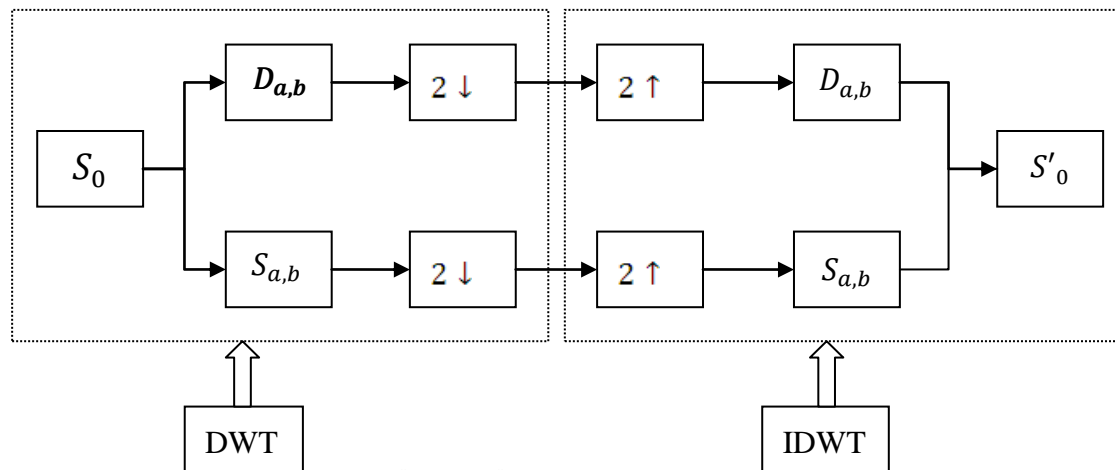 D_{a,b} 2 ↓ 2 ↑ D_{a,b}
S_0 S'_0
S_{a,b} 2 ↓ 2 ↑ S_{a,b}
DWT IDWT